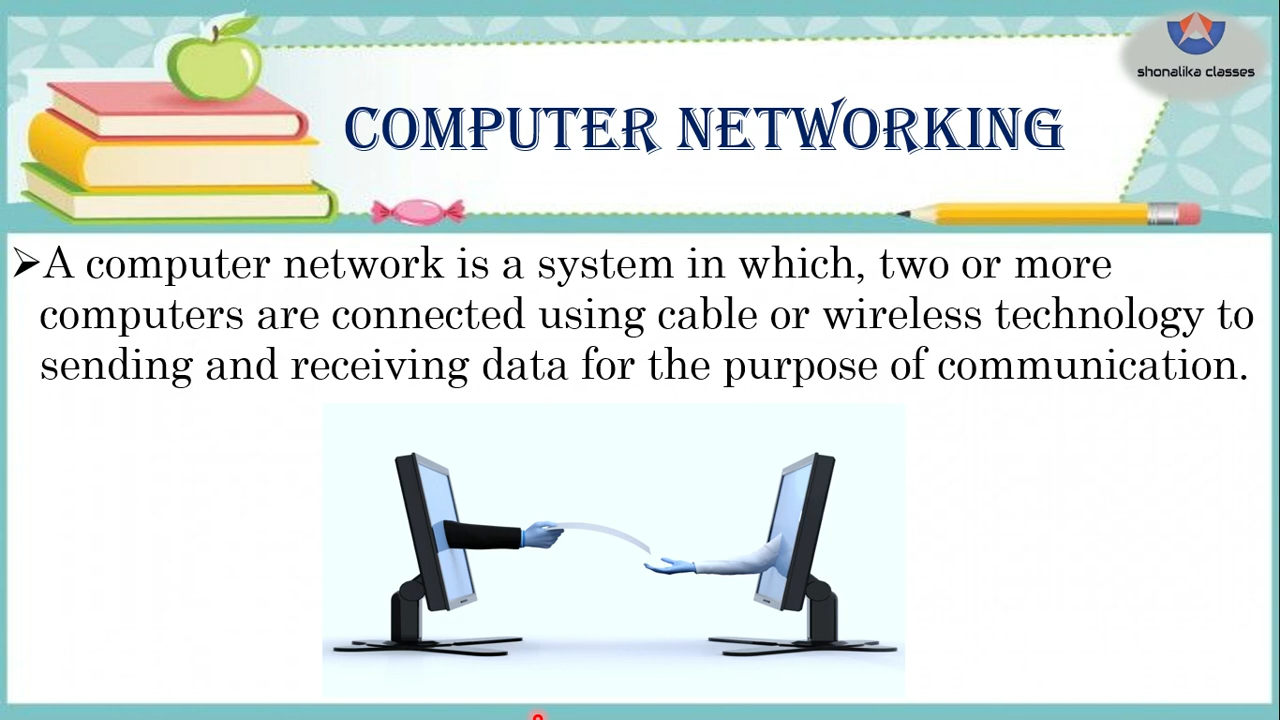 shonalika classes
COMPUTER NETWORKING
➢A computer network is a system in which, two or more
computers are connected using cable or wireless technology to
sending and receiving data for the purpose of communication.